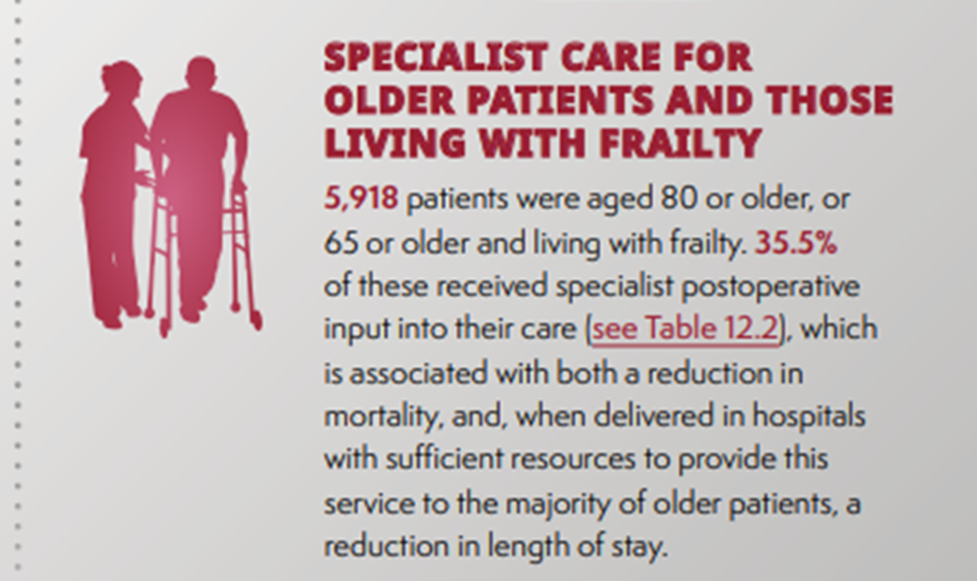 SPECIALIST CARE FOR
OLDER PATIENTS AND THOSE
LIVING WITH FRAILTY
5,918 patients were aged 80 or older, or
65 or older and living with frailty. 35.5%
of these received specialist postoperative
input into their care (see Table 12.2), which
is associated with both a reduction in
mortality, and, when delivered in hospitals
with sufficient resources to provide this
service to the majority of older patients, a
reduction in length of stay.